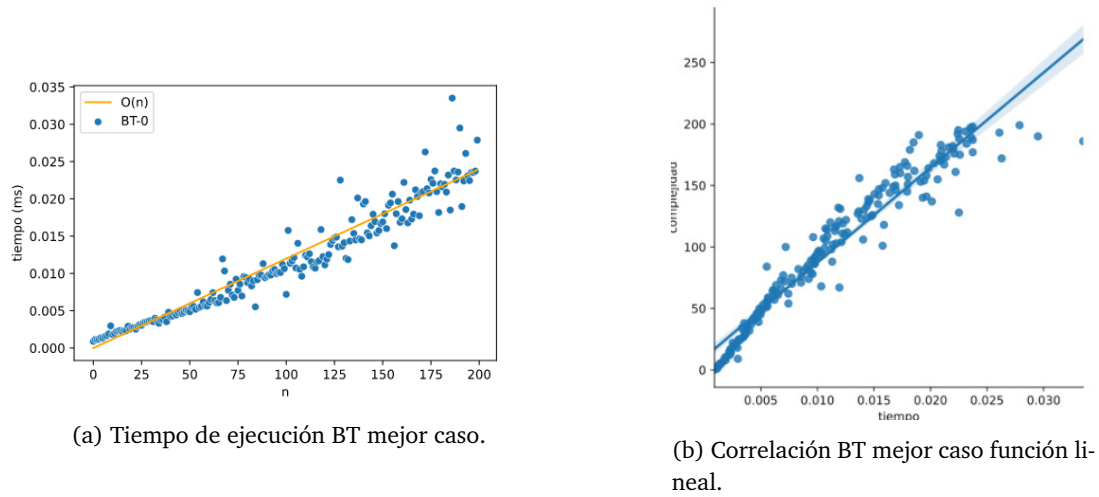 0.035
0.030
0.025
0.020
0.015
0.010
0.005
0.000
tiempo (ms)
O(n)
BT-0
0 25 50 75 100 125 150 175 200
n
(a) Tiempo de ejecución BT mejor caso.
250
200
150
100
50
0
complejidad
0.005 0.010 0.015 0.020 0.025 0.030
tiempo
(b) Correlación BT mejor caso función li-
neal.